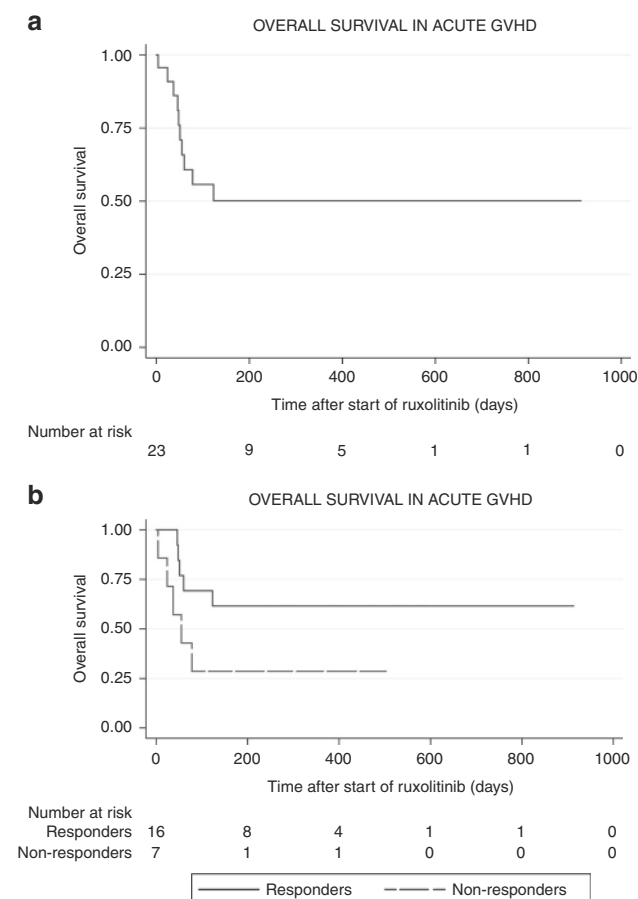 a
OVERALL SURVIVAL IN ACUTE GVHD
1.00
0.75
0.50
0.25
0.00
Overall survival
0 200 400 600 800 1000
Time after start of ruxolitinib (days)
Number at risk
23 9 5 1 1 0
b
OVERALL SURVIVAL IN ACUTE GVHD
1.00
0.75
0.50
0.25
0.00
Overall survival
0 200 400 600 800 1000
Time after start of ruxolitinib (days)
Number at risk
Responders 16 8 4 1 1 0
Non-responders 7 1 1 0 0 0
Responders Non-responders